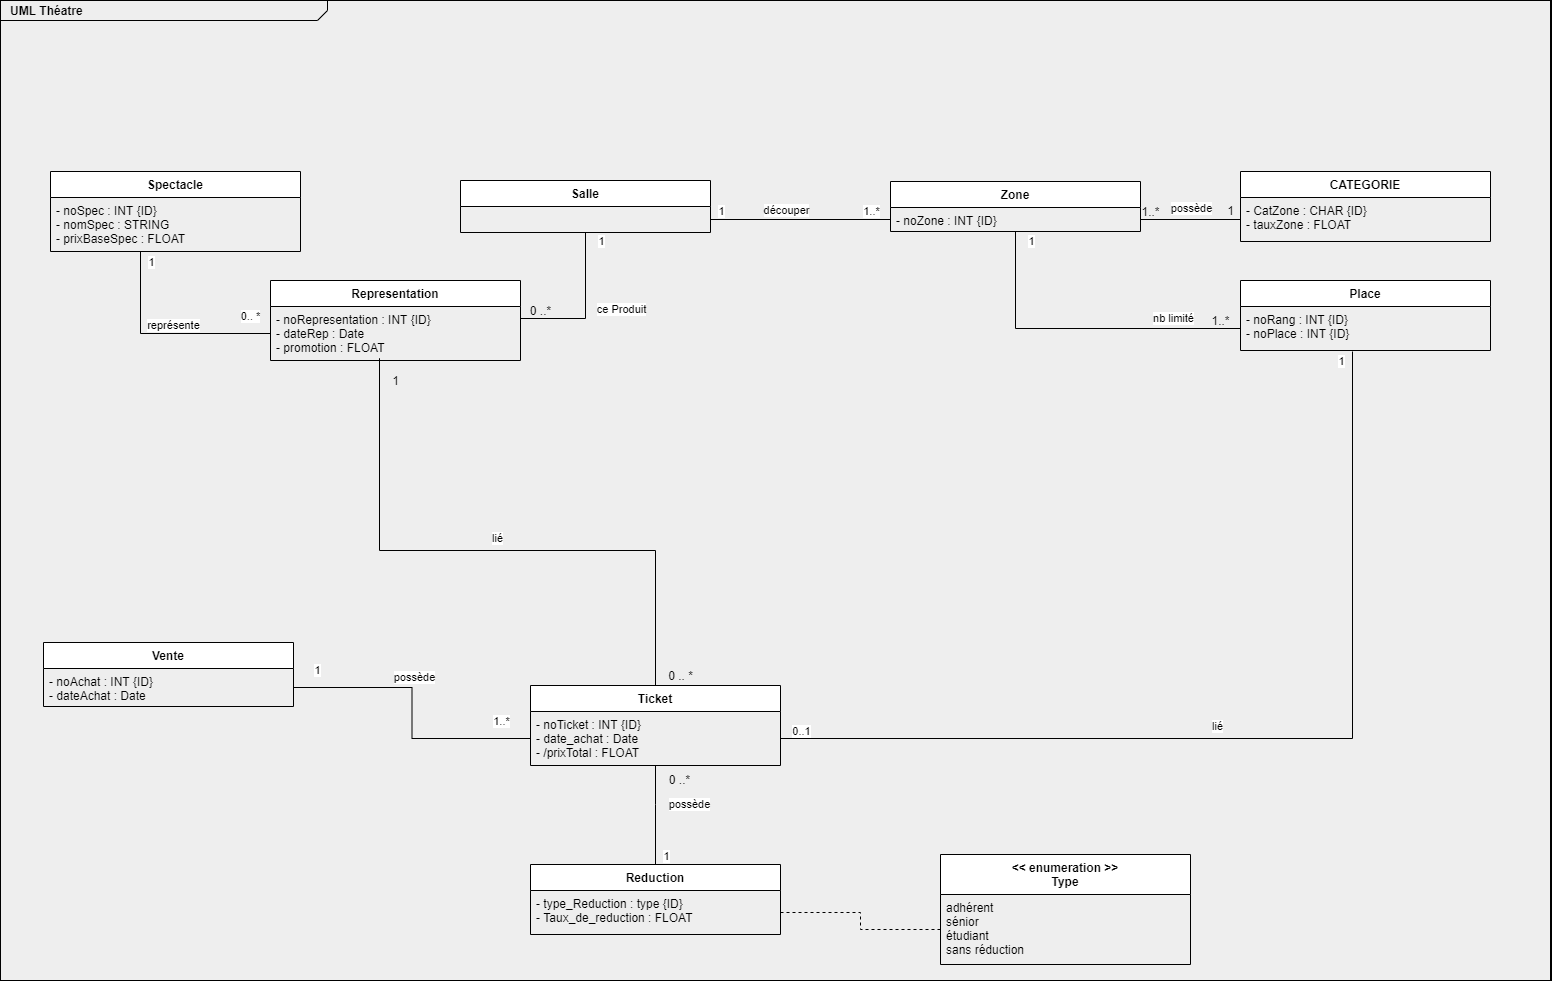 UML Théatre
Spectacle
- noSpec : INT {ID}
- nomSpec : STRING
- prixBaseSpec : FLOAT
Salle
Zone
- noZone : INT {ID}
CATEGORIE
- CatZone : CHAR {ID}
- tauxZone : FLOAT
1
découper
1..*
1..*
possède
1
1
représente
0.. *
Representation
- noRepresentation : INT {ID}
- dateRep : Date
- promotion : FLOAT
1
0 ..*
ce Produit
1
nb limité
1..*
Place
- noRang : INT {ID}
- noPlace : INT {ID}
1
1
lié
0 .. *
Vente
- noAchat : INT {ID}
- dateAchat : Date
1
possède
1..*
Ticket
- noTicket : INT {ID}
- date_achat : Date
- /prixTotal : FLOAT
0..1
lié
0 ..*
possède
1
Reduction
- type_Reduction : type {ID}
- Taux_de_reduction : FLOAT
<< enumeration >>
Type
adhérent
sénior
étudiant
sans réduction